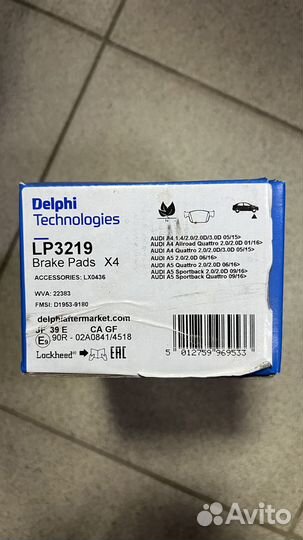 Delphi
Technologies
LP3219
Brake Pads X4
ACCESSORIES: LX0436
WVA: 22383
FMSI: D1953-9180
delphiaftermarket.com
JF 39 E CA GF
E9 90R - 02A0841/4518
Lockheed EAC
AUDI A4 1.4/2.0/2.0D/3.0D 05/15>
AUDI A4 Allroad Quattro 2.0/2.0D 01/16>
AUDI A4 Quattro 2.0/2.0D/3.0D 05/15>
AUDI A5 2.0/2.0D 06/16>
AUDI A5 Quattro 2.0/2.0D 06/16>
AUDI A5 Sportback 2.0/2.0D 09/16>
AUDI A5 Sportback Quattro 09/16>
5 012759 969533
Avito